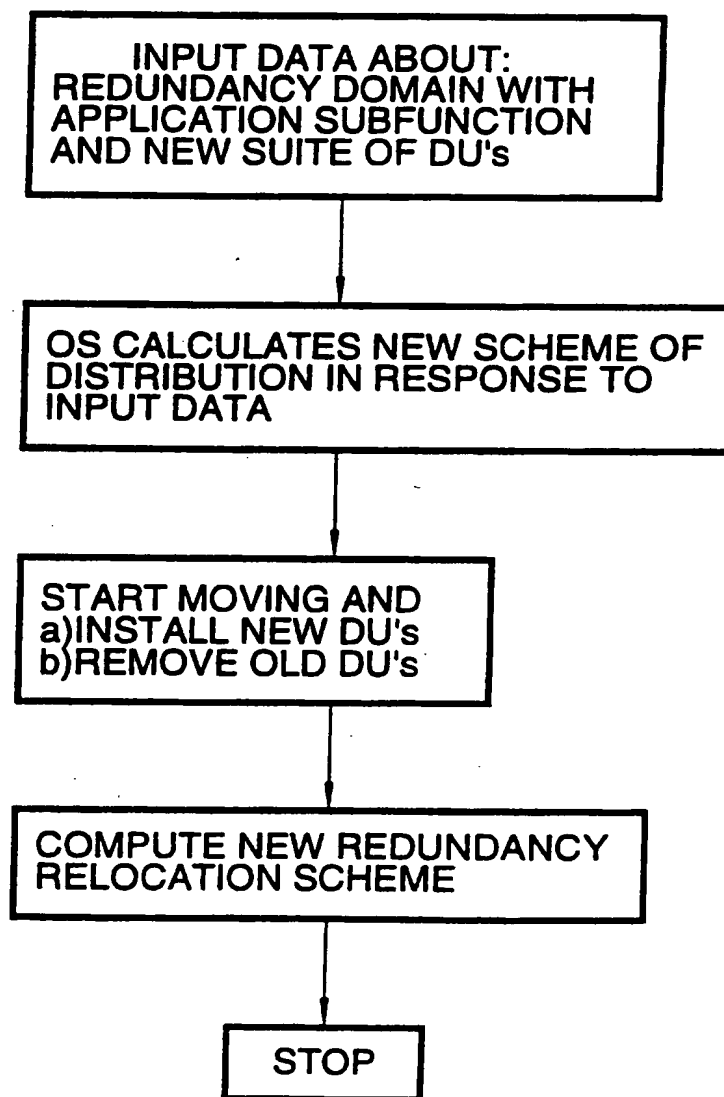 INPUT DATA ABOUT:
REDUNDANCY DOMAIN WITH
APPLICATION SUBFUNCTION
AND NEW SUITE OF DU's
OS CALCULATES NEW SCHEME OF
DISTRIBUTION IN RESPONSE TO
INPUT DATA
START MOVING AND
a)INSTALL NEW DU's
b)REMOVE OLD DU's
COMPUTE NEW REDUNDANCY
RELOCATION SCHEME
STOP